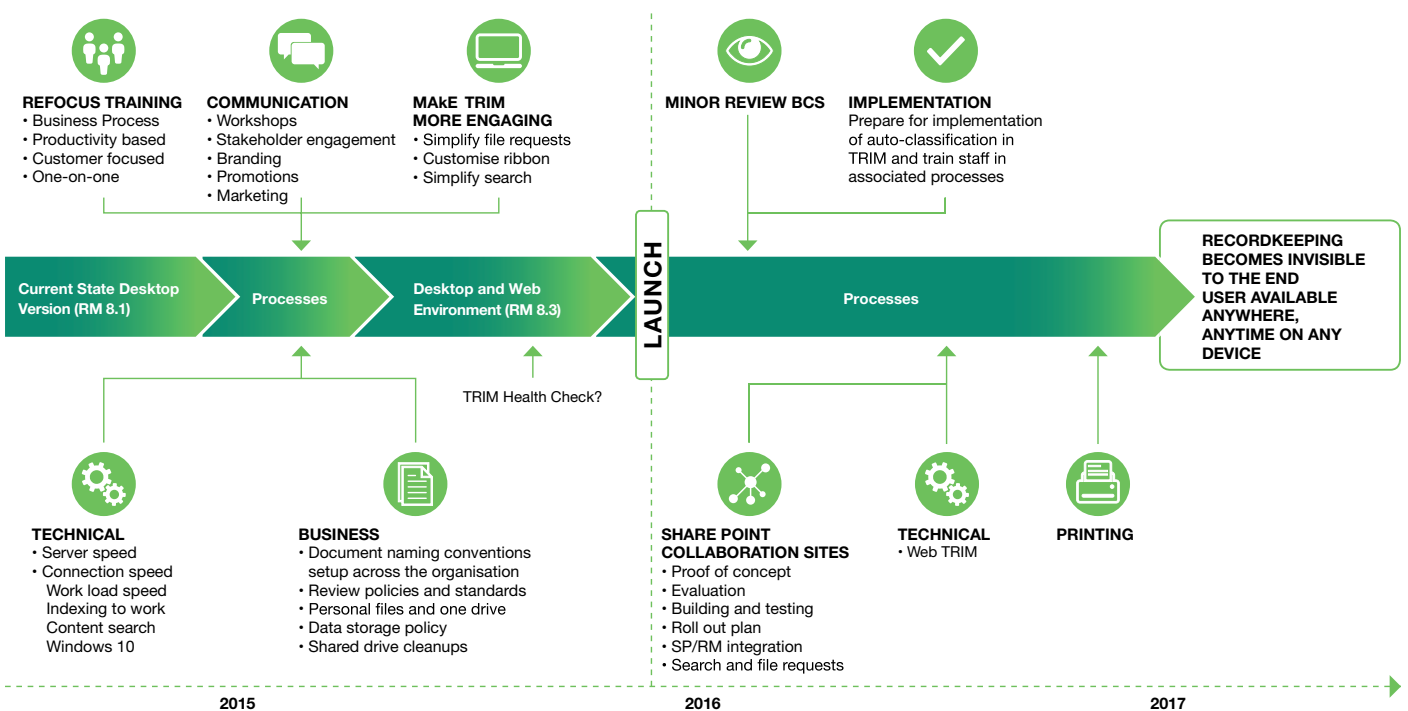 REFOCUS TRAINING
• Business Process
• Productivity based
• Customer focused
• One-on-one
COMMUNICATION
• Workshops
• Stakeholder engagement
• Branding
• Promotions
• Marketing
MAkE TRIM
MORE ENGAGING
• Simplify file requests
• Customise ribbon
• Simplify search
MINOR REVIEW BCS
IMPLEMENTATION
Prepare for implementation
of auto-classification in
TRIM and train staff in
associated processes
Current State Desktop
Version (RM 8.1)
Processes
Desktop and Web
Environment (RM 8.3)
LAUNCH
Processes
RECORDKEEPING
BECOMES INVISIBLE
TO THE END
USER AVAILABLE
ANYWHERE,
ANYTIME ON ANY
DEVICE
TRIM Health Check?
TECHNICAL
• Server speed
• Connection speed
Work load speed
Indexing to work
Content search
Windows 10
BUSINESS
• Document naming conventions
setup across the organisation
• Review policies and standards
• Personal files and one drive
• Data storage policy
• Shared drive cleanups
SHARE POINT
COLLABORATION SITES
• Proof of concept
• Evaluation
• Building and testing
• Roll out plan
• SP/RM integration
• Search and file requests
TECHNICAL
• Web TRIM
PRINTING
2015
2016
2017